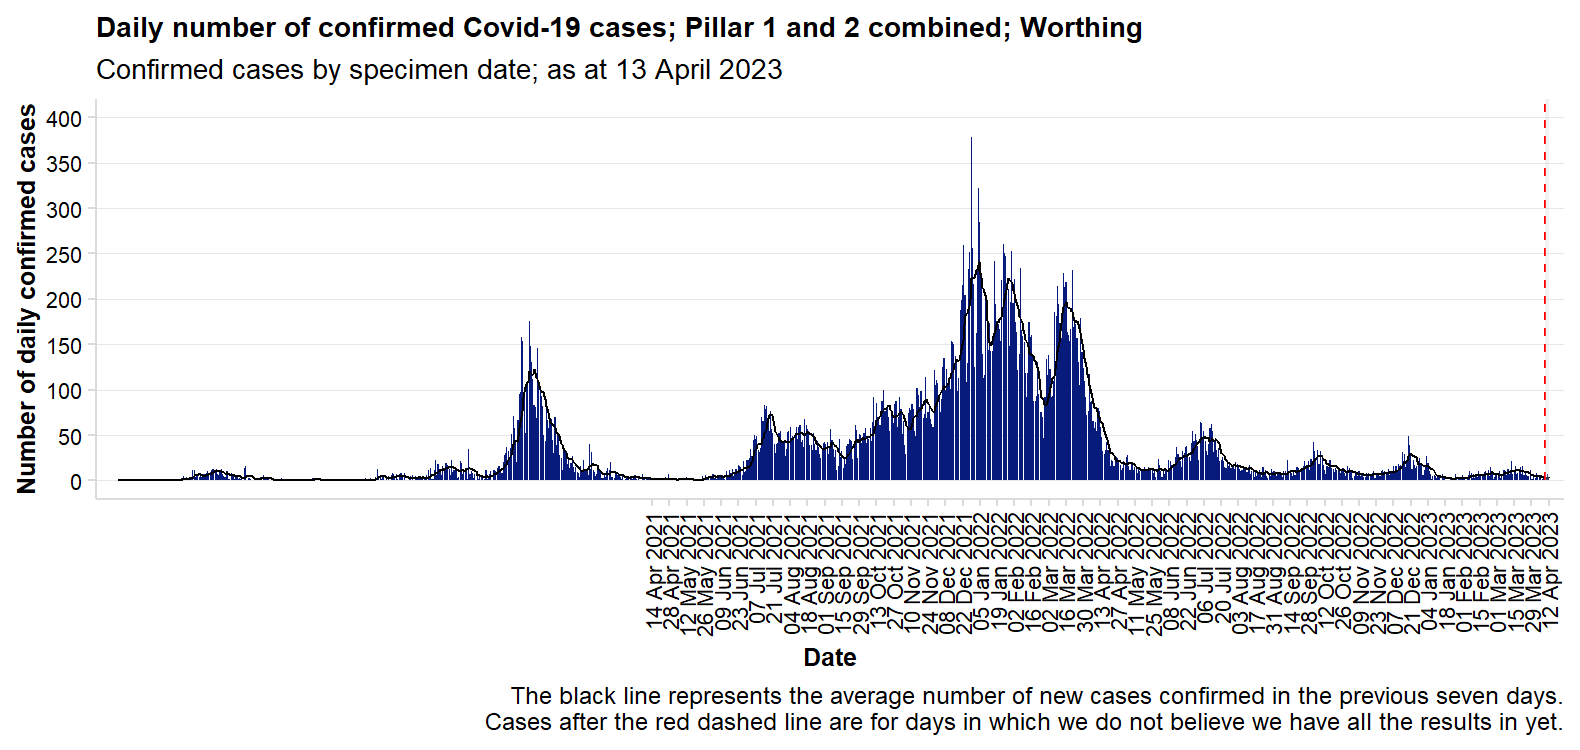 Daily number of confirmed Covid-19 cases; Pillar 1 and 2 combined; Worthing
Confirmed cases by specimen date; as at 13 April 2023
Number of daily confirmed cases
400
350
300
250
200
150
100
50
0
14 Apr 2021
28 Apr 2021
12 May 2021
26 May 2021
09 Jun 2021
23 Jun 2021
07 Jul 2021
21 Jul 2021
04 Aug 2021
18 Aug 2021
01 Sep 2021
15 Sep 2021
29 Sep 2021
13 Oct 2021
27 Oct 2021
10 Nov 2021
24 Nov 2021
08 Dec 2021
22 Dec 2021
05 Jan 2022
19 Jan 2022
02 Feb 2022
16 Feb 2022
02 Mar 2022
16 Mar 2022
30 Mar 2022
13 Apr 2022
27 Apr 2022
11 May 2022
25 May 2022
08 Jun 2022
22 Jun 2022
06 Jul 2022
20 Jul 2022
03 Aug 2022
17 Aug 2022
31 Aug 2022
14 Sep 2022
28 Sep 2022
12 Oct 2022
26 Oct 2022
09 Nov 2022
23 Nov 2022
07 Dec 2022
21 Dec 2022
04 Jan 2023
18 Jan 2023
01 Feb 2023
15 Feb 2023
01 Mar 2023
15 Mar 2023
29 Mar 2023
12 Apr 2023
Date
The black line represents the average number of new cases confirmed in the previous seven days.
Cases after the red dashed line are for days in which we do not believe we have all the results in yet.